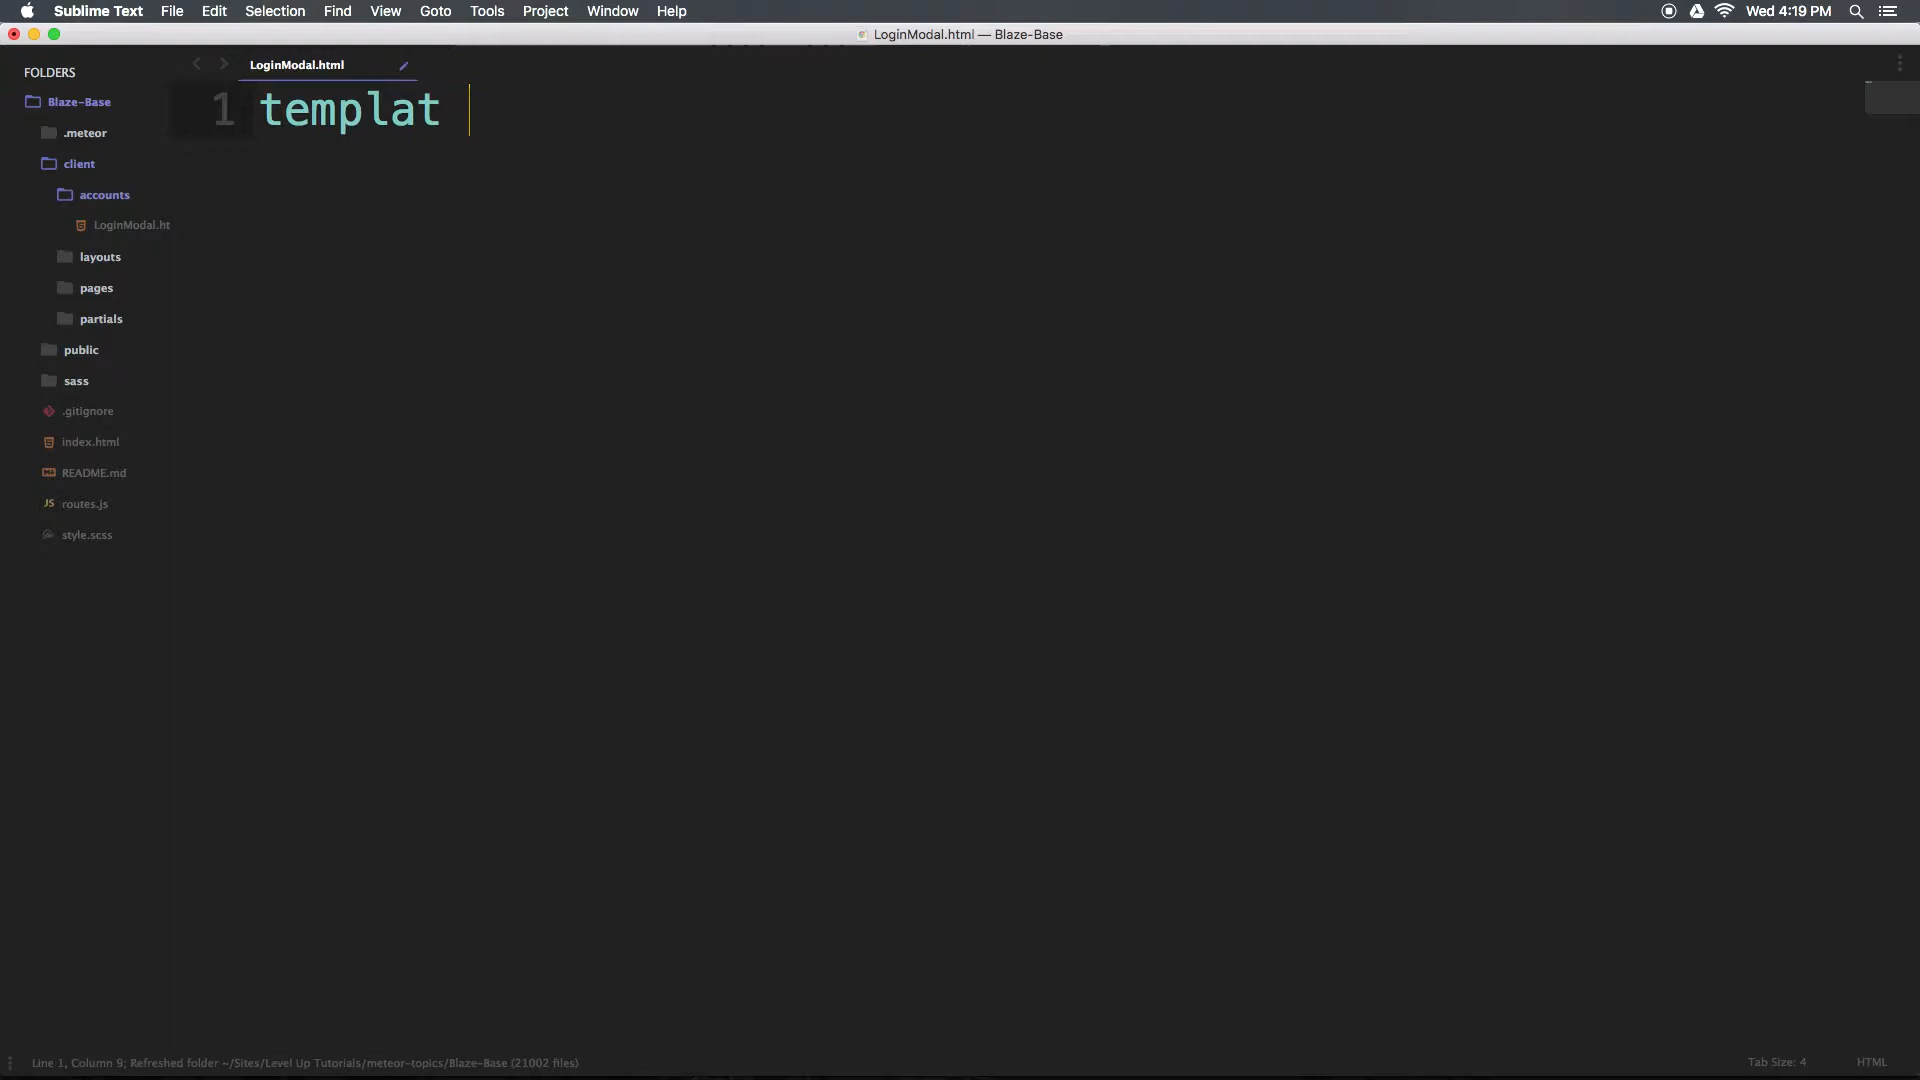 Sublime Text File Edit Selection Find View Goto Tools Project Window Help Wed 4:19 PM
LoginModal.html — Blaze-Base
FOLDERS
LoginModal.html
Blaze-Base
1 templat
.meteor
client
accounts
LoginModal.ht
layouts
pages
partials
public
sass
.gitignore
index.html
README.md
JS routes.js
style.scss
Line 1, Column 9; Refreshed folder ~/Sites/Level Up Tutorials/meteor-topics/Blaze-Base (21002 files) Tab Size: 4 HTML